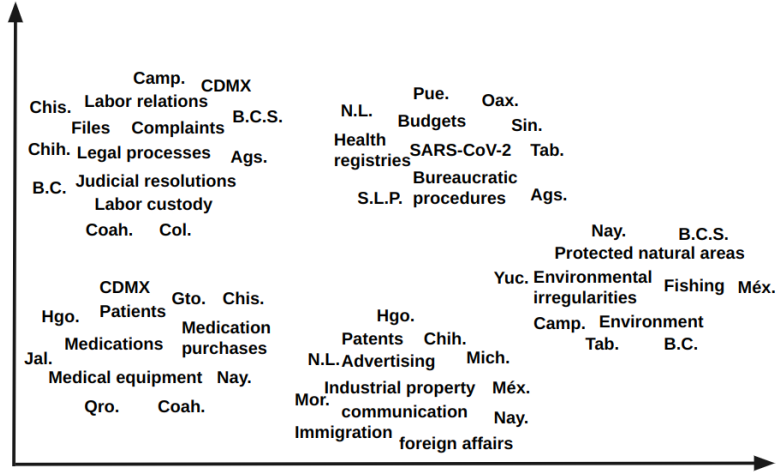 Camp. CDMX
Chis. Labor relations
B.C.S.
Files Complaints
Chih. Legal processes Ags.
B.C. Judicial resolutions
Labor custody
Coah. Col.
Pue. Oax.
N.L. Budgets Sin.
Health
registries SARS-CoV-2 Tab.
Bureaucratic
S.L.P. procedures Ags.
Nay. B.C.S.
Protected natural areas
Yuc. Environmental
irregularities Fishing Méx.
Camp. Environment
Tab. B.C.
CDMX
Gto. Chis.
Hgo. Patients
Medication
purchases
Medications
Jal.
Medical equipment Nay.
Qro. Coah.
Hgo.
Patents Chih.
N.L. Advertising Mich.
Industrial property Méx.
Mor. communication Nay.
Immigration foreign affairs